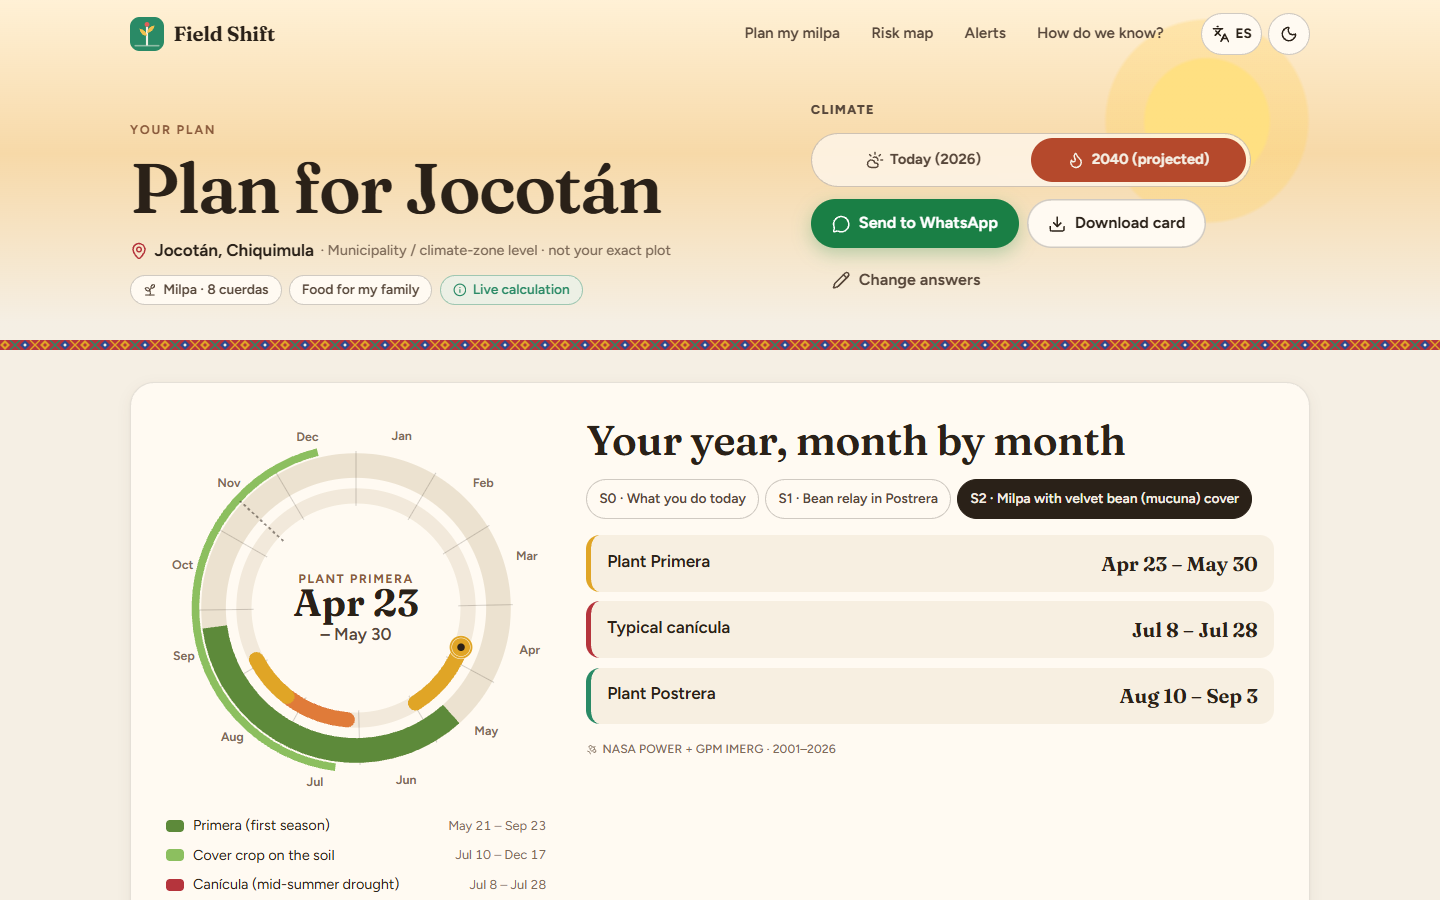 Field Shift
Plan my milpa
Risk map
Alerts
How do we know?
ES
YOUR PLAN
Plan for Jocotán
Jocotán, Chiquimula · Municipality / climate-zone level · not your exact plot
Milpa · 8 cuerdas
Food for my family
Live calculation
CLIMATE
Today (2026)
2040 (projected)
Send to WhatsApp
Download card
Change answers
Dec
Jan
Nov
Feb
Oct
Mar
Sep
Apr
Aug
May
Jul
Jun
PLANT PRIMERA
Apr 23
– May 30
Primera (first season) May 21 – Sep 23
Cover crop on the soil Jul 10 – Dec 17
Canícula (mid-summer drought) Jul 8 – Jul 28
Your year, month by month
S0 · What you do today
S1 · Bean relay in Postrera
S2 · Milpa with velvet bean (mucuna) cover
Plant Primera Apr 23 – May 30
Typical canícula Jul 8 – Jul 28
Plant Postrera Aug 10 – Sep 3
NASA POWER + GPM IMERG · 2001–2026